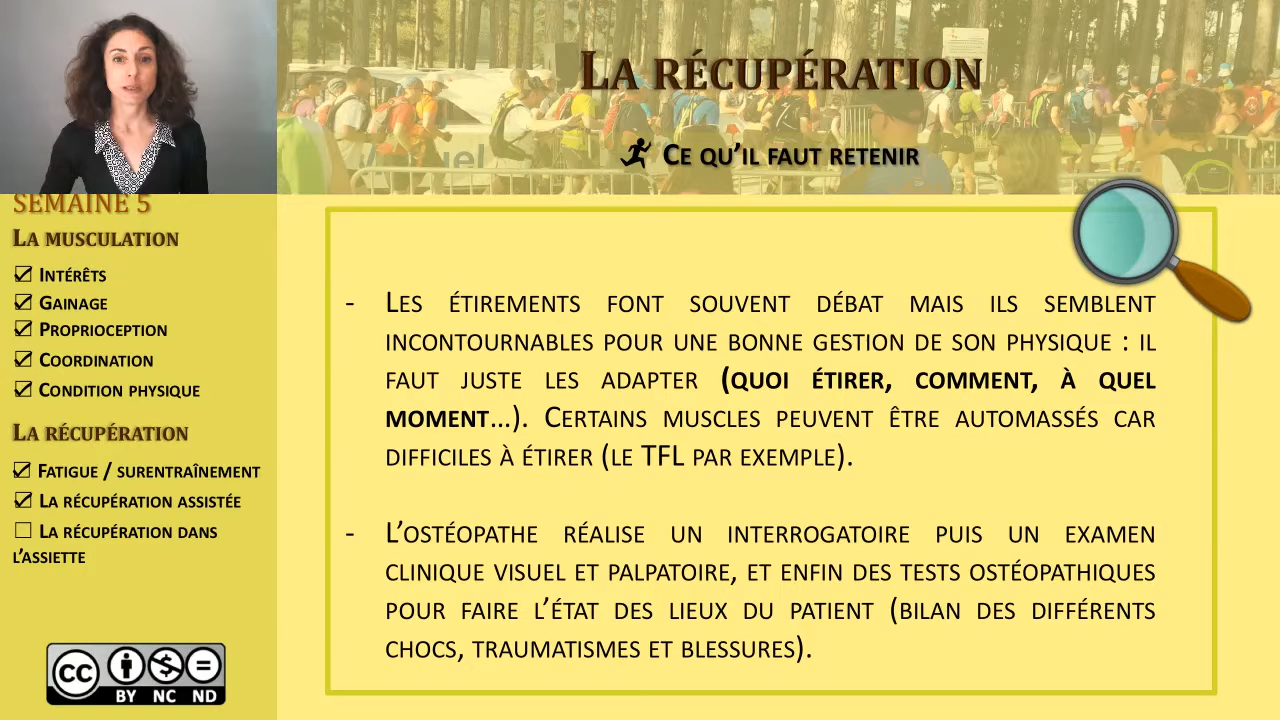 La récupération
Ce qu'il faut retenir
SEMAINE 5
La musculation
☑ Intérêts
☑ Gainage
☑ Proprioception
☑ Coordination
☑ Condition physique
La récupération
☑ Fatigue / surentraînement
☑ La récupération assistée
☐ La récupération dans
l'assiette
- Les étirements font souvent débat mais ils semblent
incontournables pour une bonne gestion de son physique : il
faut juste les adapter (quoi étirer, comment, à quel
moment...). Certains muscles peuvent être automassés car
difficiles à étirer (le TFL par exemple).
- L'ostéopathe réalise un interrogatoire puis un examen
clinique visuel et palpatoire, et enfin des tests ostéopathiques
pour faire l'état des lieux du patient (bilan des différents
chocs, traumatismes et blessures).
CC
BY NC ND